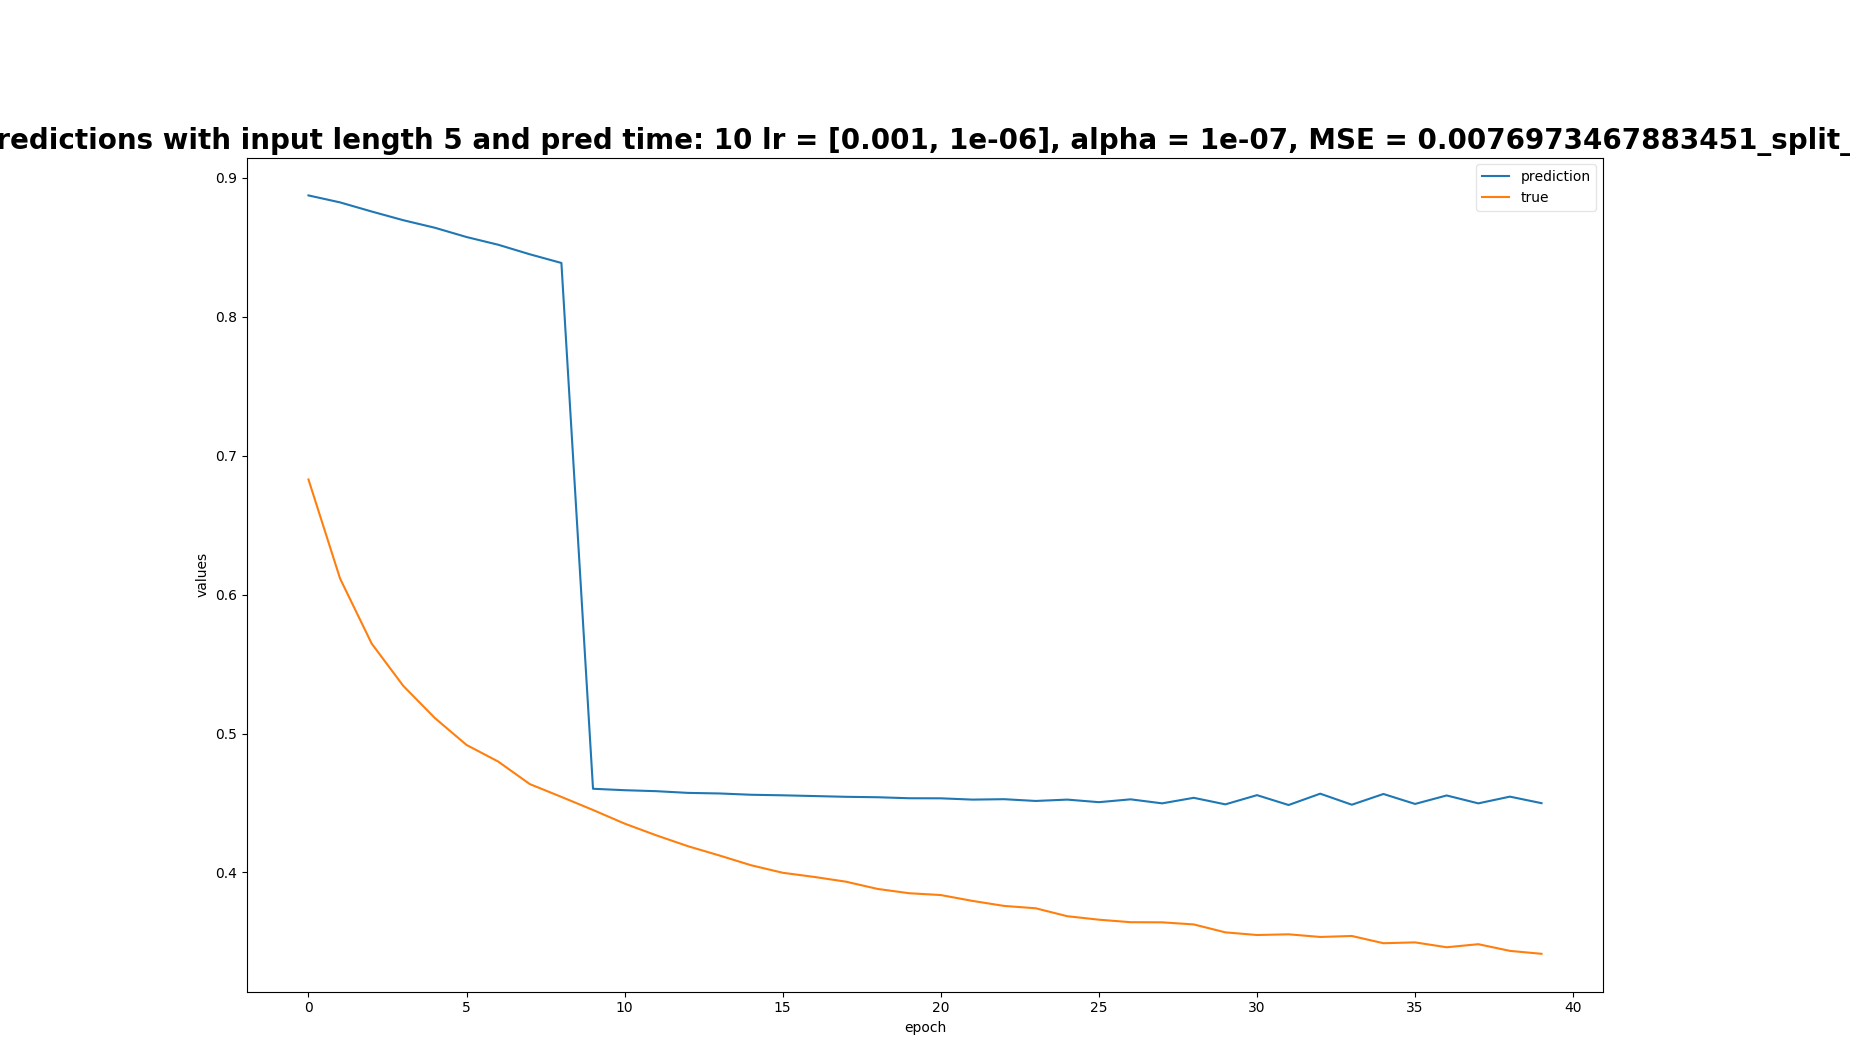 redictions with input length 5 and pred time: 10 lr = [0.001, 1e-06], alpha = 1e-07, MSE = 0.0076973467883451_split_
prediction
true
0.9
0.8
0.7
0.6
0.5
0.4
values
0 5 10 15 20 25 30 35 40
epoch